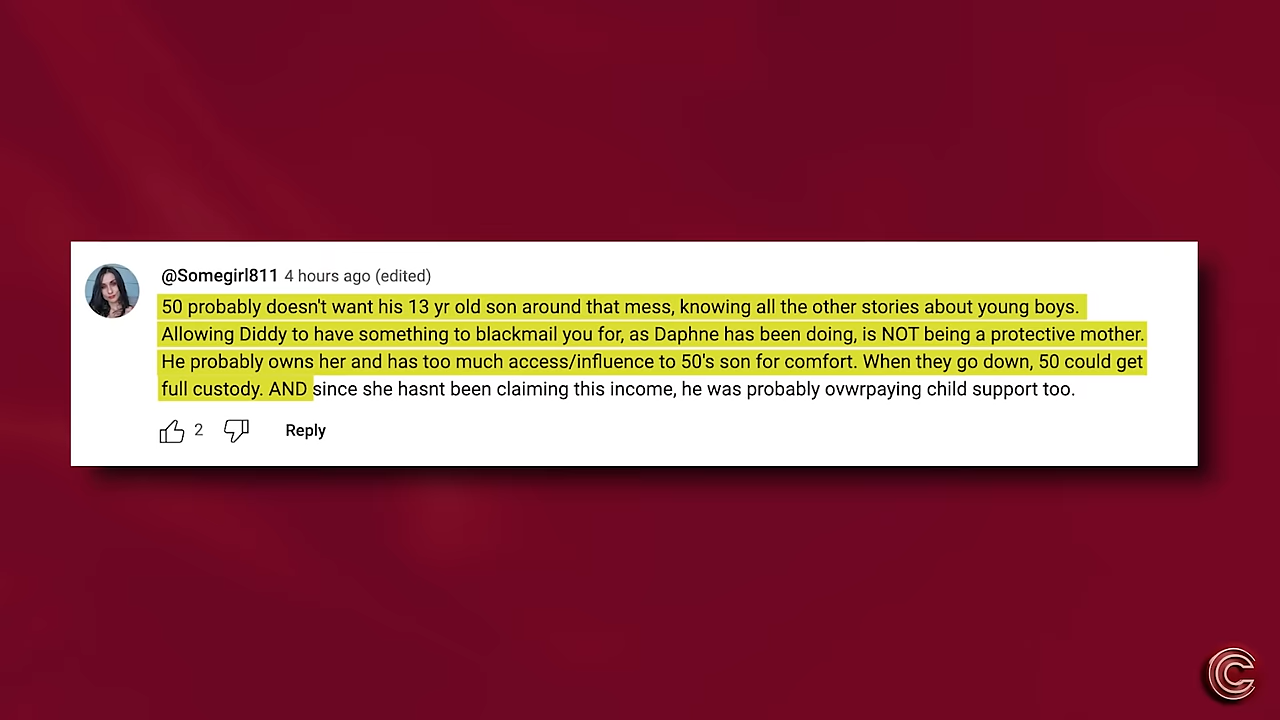 @Somegirl811 4 hours ago (edited)
50 probably doesn't want his 13 yr old son around that mess, knowing all the other stories about young boys.
Allowing Diddy to have something to blackmail you for, as Daphne has been doing, is NOT being a protective mother.
He probably owns her and has too much access/influence to 50's son for comfort. When they go down, 50 could get
full custody. AND since she hasnt been claiming this income, he was probably ovwrpaying child support too.
2 Reply